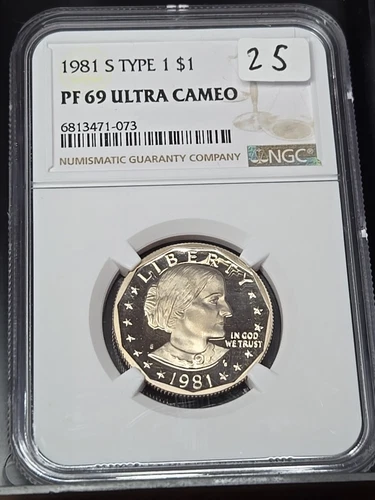 1981 S TYPE 1 $1
25
PF 69 ULTRA CAMEO
6813471-073
NUMISMATIC GUARANTY COMPANY
NGC
LIBERTY
IN GOD
WE TRUST
S
1981